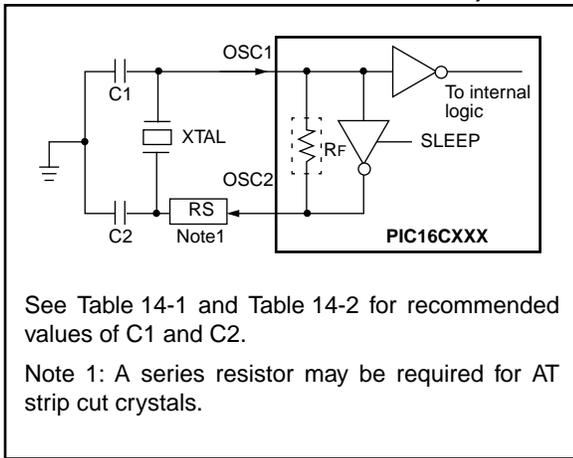 OSC1
C1
To internal
logic
XTAL
RF
SLEEP
OSC2
RS
C2
Note1
PIC16CXXX
See Table 14-1 and Table 14-2 for recommended
values of C1 and C2.
Note 1: A series resistor may be required for AT
strip cut crystals.